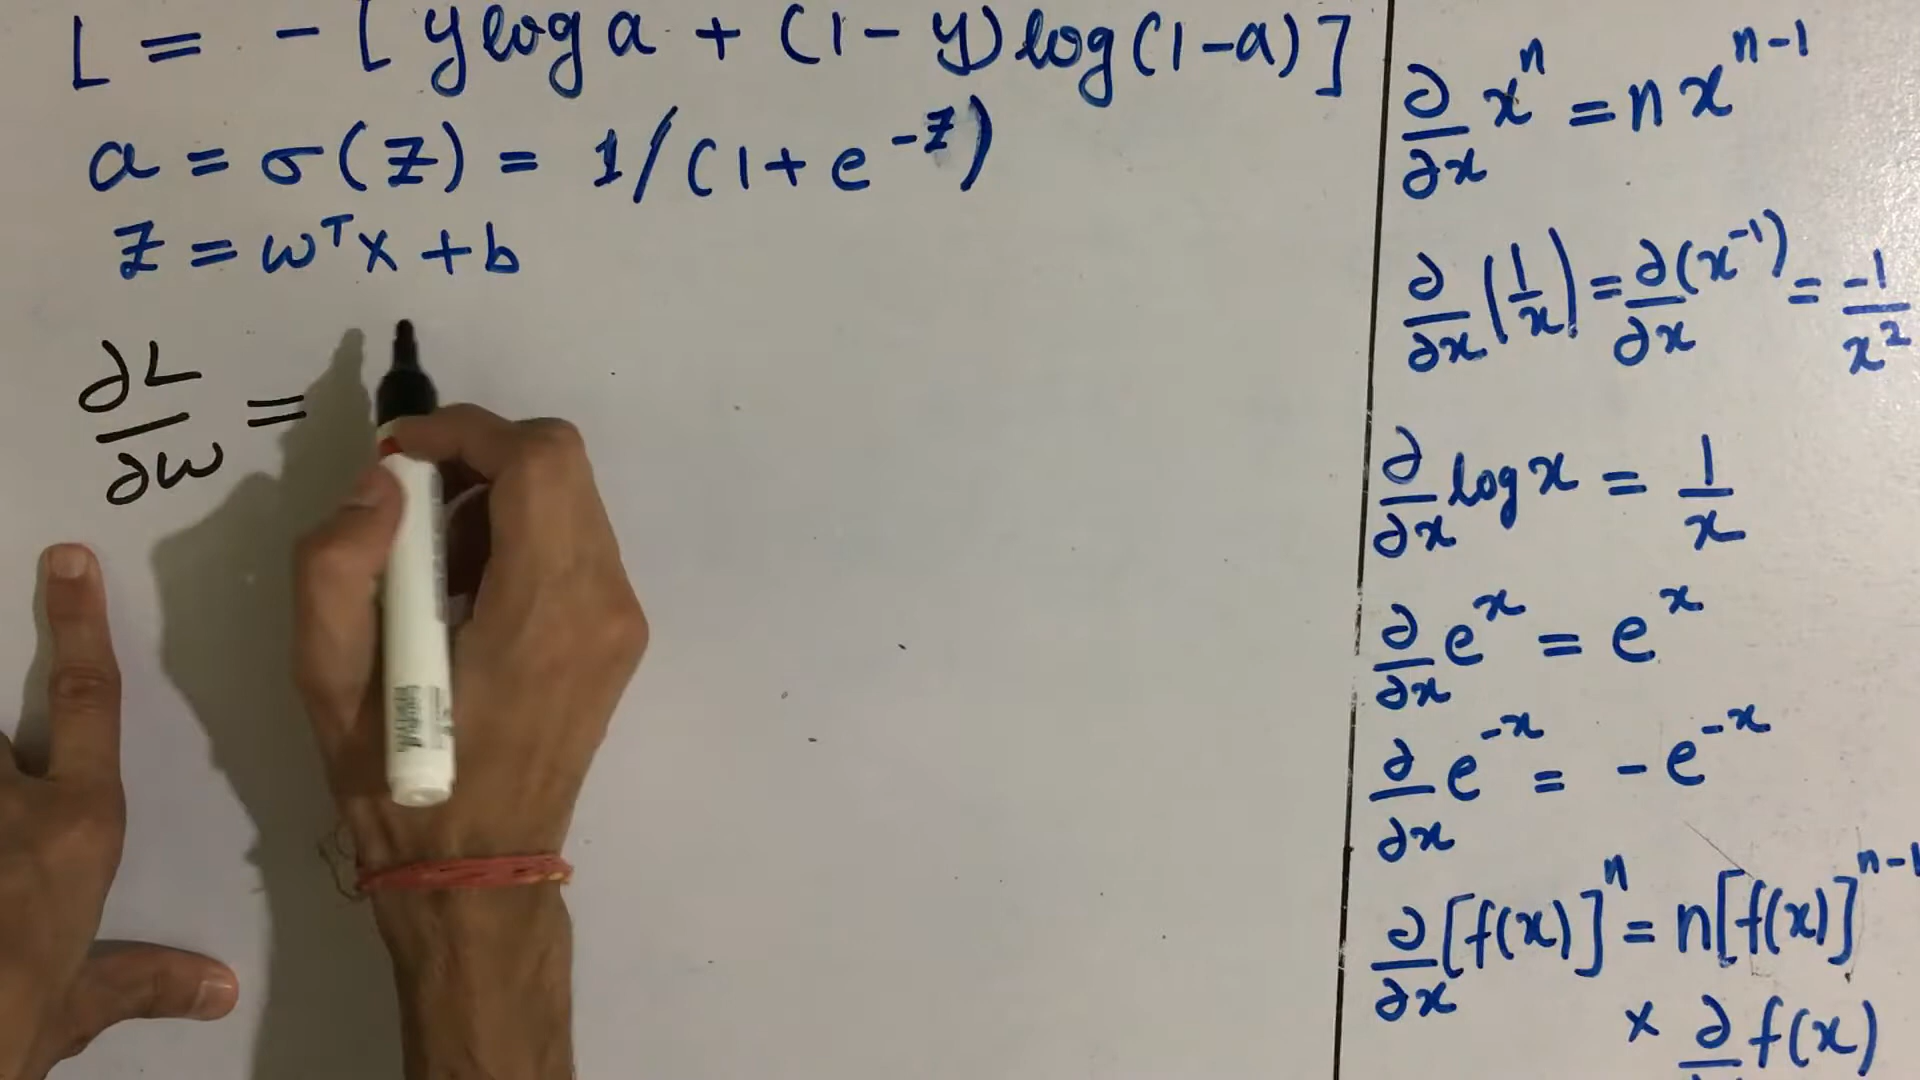 L = - [ y log a + (1 - y) log (1 - a) ]
a = σ(z) = 1/(1 + e^{-z})
z = w^T x + b
∂L/∂w =
∂/∂x x^n = n x^{n-1}
∂/∂x (1/x) = ∂(x^{-1})/∂x = -1/x^2
∂/∂x log x = 1/x
∂/∂x e^x = e^x
∂/∂x e^{-x} = - e^{-x}
∂/∂x [f(x)]^n = n[f(x)]^{n-1}
× ∂ f(x)